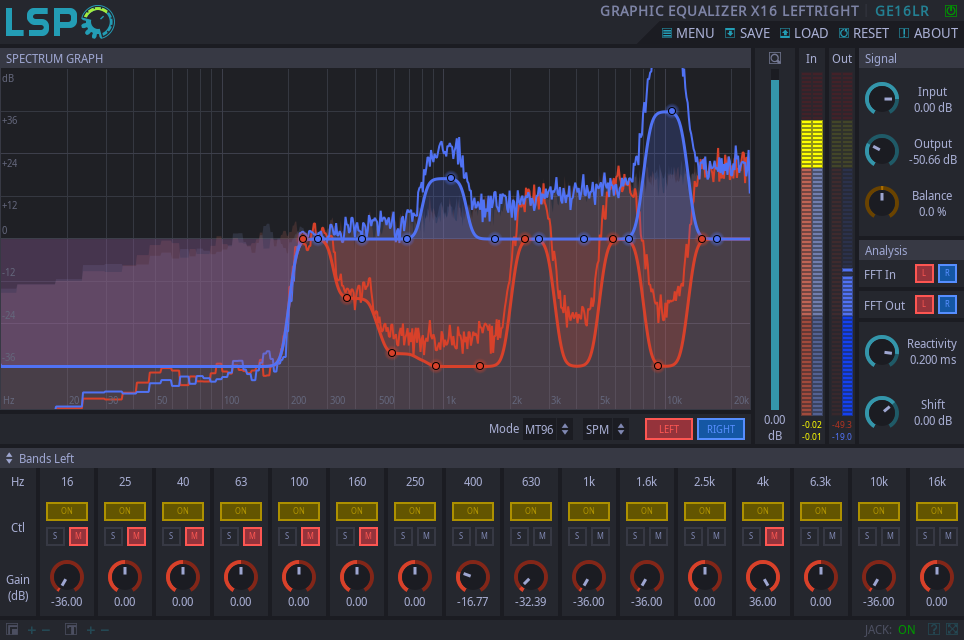 LSP
GRAPHIC EQUALIZER X16 LEFTRIGHT GE16LR
MENU SAVE LOAD RESET ABOUT
SPECTRUM GRAPH
In Out
Signal
dB
+36
+24
+12
0
-12
-24
-36
Hz 20 30 50 100 200 300 500 1k 2k 3k 5k 10k 20k
Input
0.00 dB
Output
-50.66 dB
Balance
0.0 %
Analysis
FFT In L R
FFT Out L R
Reactivity
0.200 ms
Shift
0.00 dB
0.00
dB
-0.02 -49.3
-0.01 -19.0
Mode MT96 SPM LEFT RIGHT
Bands Left
Hz 16 25 40 63 100 160 250 400 630 1k 1.6k 2.5k 4k 6.3k 10k 16k
ON ON ON ON ON ON ON ON ON ON ON ON ON ON ON ON
Ctl
S M S M S M S M S M S M S M S M S M S M S M S M S M S M S M S M
Gain
(dB)
-36.00 0.00 0.00 0.00 0.00 0.00 0.00 -16.77 -32.39 -36.00 -36.00 0.00 36.00 0.00 -36.00 0.00
+ − T + − JACK: ON ?